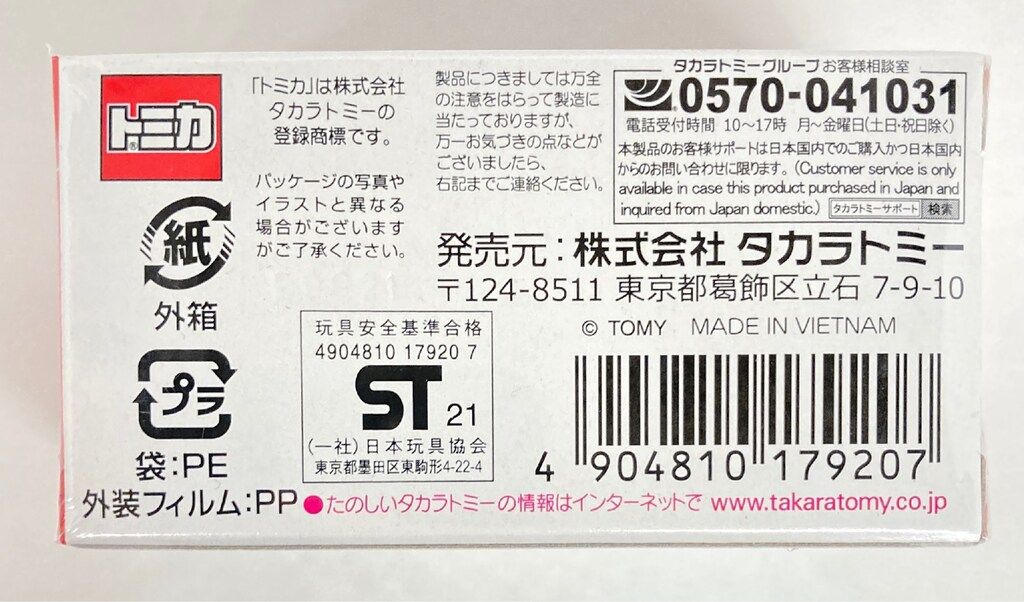 トミカ®
「トミカ」は株式会社
タカラトミーの
登録商標です。
パッケージの写真や
イラストと異なる
場合がございます
がご了承ください。
製品につきましては万全
の注意をはらって製造に
当たっておりますが、
万一お気づきの点などが
ございましたら、
右記までご連絡ください。
タカラトミーグループ お客様相談室
0570-041031
電話受付時間 10〜17時 月〜金曜日(土日・祝日除く)
本製品のお客様サポートは日本国内でのご購入かつ日本国内
からのお問い合わせに限ります。(Customer service is only
available in case this product purchased in Japan and
inquired from Japan domestic.) タカラトミーサポート 検索
発売元：株式会社 タカラトミー
〒124-8511 東京都葛飾区立石 7-9-10
© TOMY MADE IN VIETNAM
紙
外箱
プラ
袋：PE
外装フィルム：PP
玩具安全基準合格
4904810 17920 7
ST 21
(一社)日本玩具協会
東京都墨田区東駒形4-22-4
4 904810 179207
●たのしいタカラトミーの情報はインターネットで www.takaratomy.co.jp